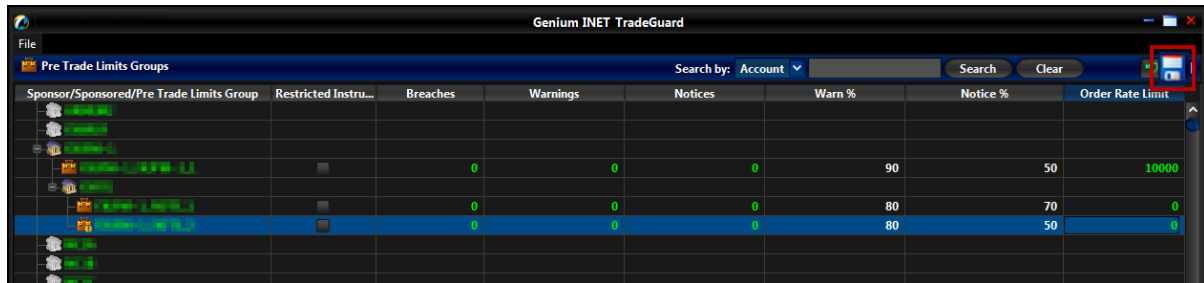 Genium INET TradeGuard
File
Pre Trade Limits Groups Search by: Account Search Clear
Sponsor/Sponsored/Pre Trade Limits Group Restricted Instru... Breaches Warnings Notices Warn % Notice % Order Rate Limit
0 0 0 90 50 10000
0 0 0 80 70 0
0 0 0 80 50 0